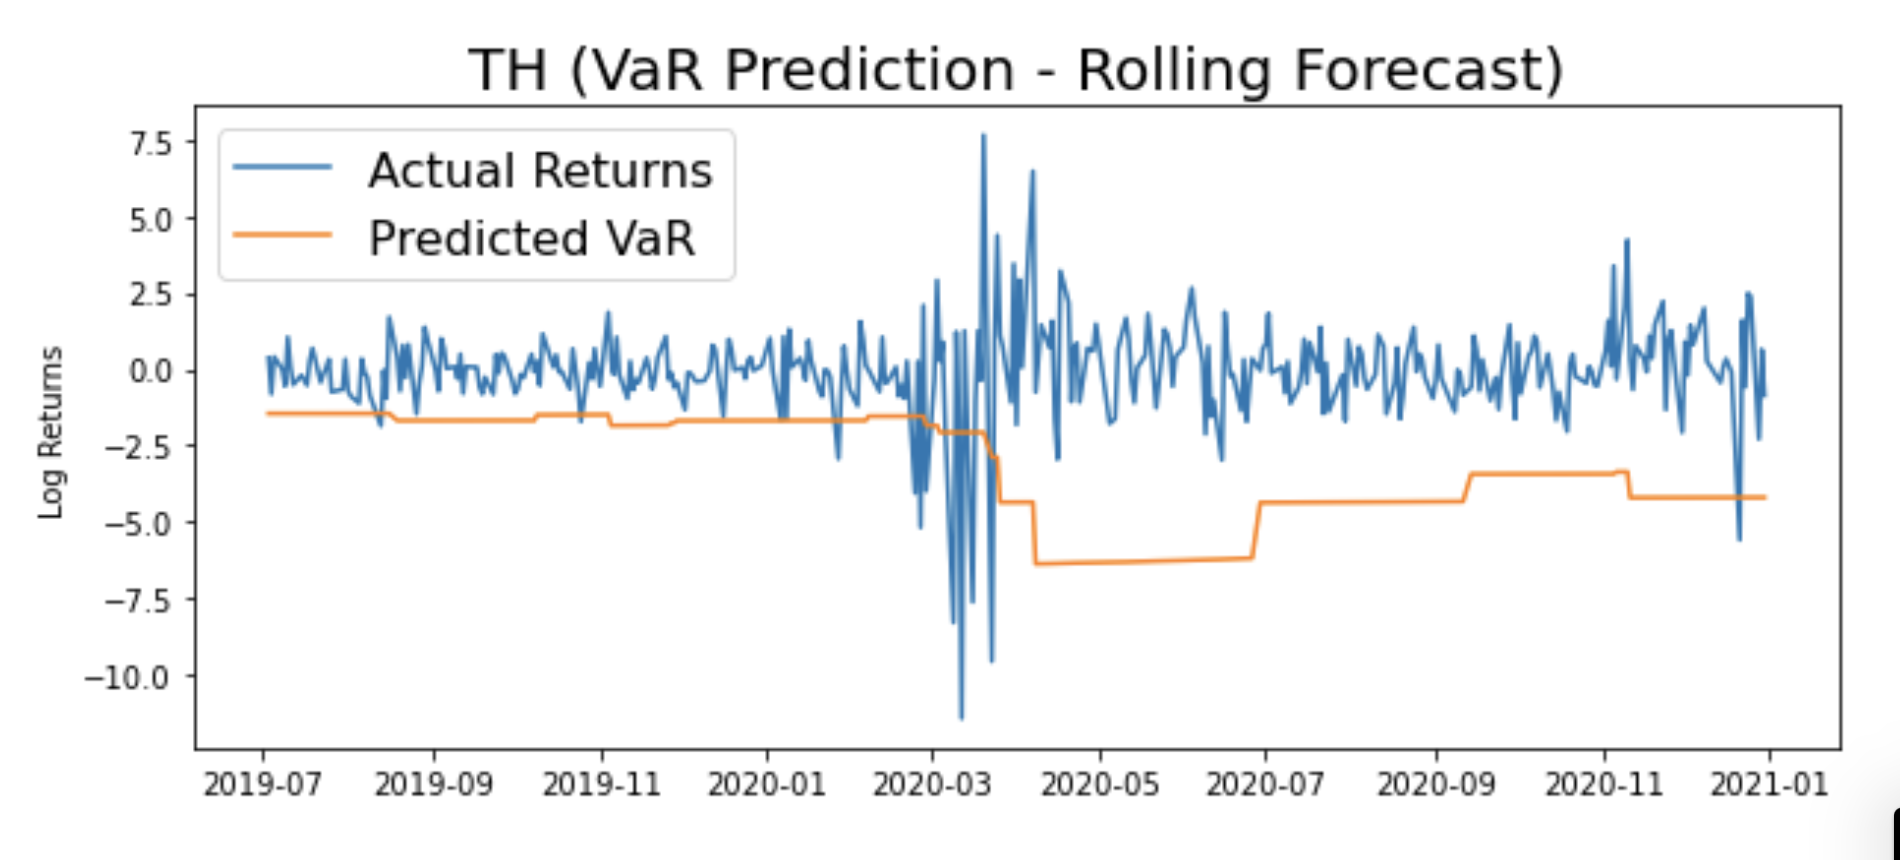 TH (VaR Prediction - Rolling Forecast)
Actual Returns
Predicted VaR
Log Returns
7.5
5.0
2.5
0.0
−2.5
−5.0
−7.5
−10.0
2019-07 2019-09 2019-11 2020-01 2020-03 2020-05 2020-07 2020-09 2020-11 2021-01